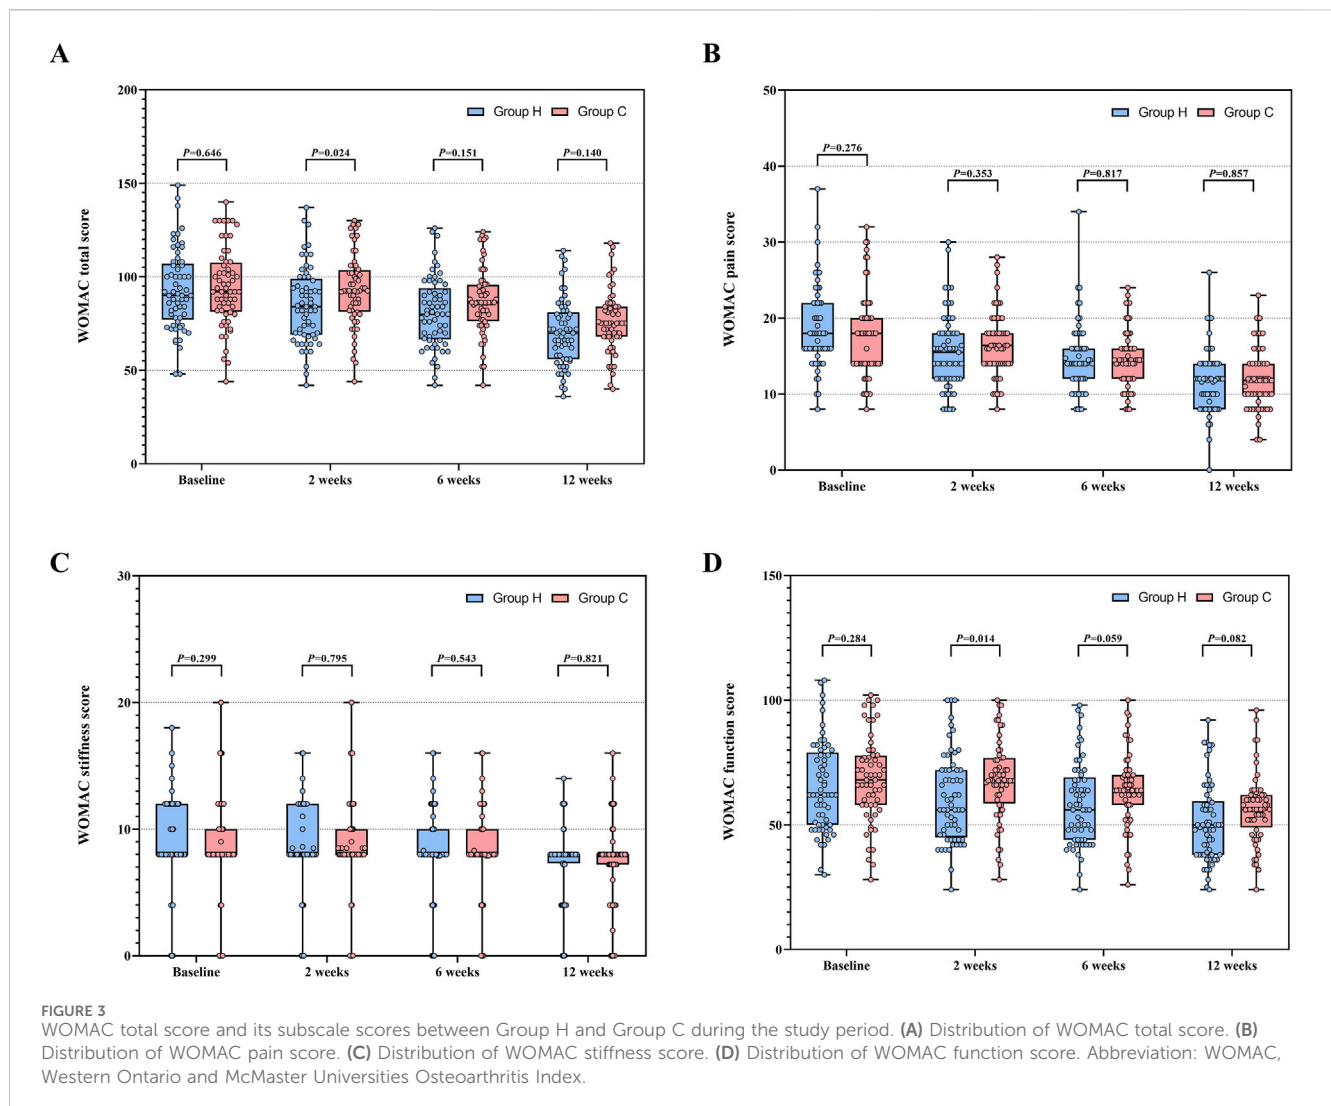 A
WOMAC total score
200
150
100
50
0
Group H
Group C
P=0.646
P=0.024
P=0.151
P=0.140
Baseline
2 weeks
6 weeks
12 weeks
B
WOMAC pain score
50
40
30
20
10
0
Group H
Group C
P=0.276
P=0.353
P=0.817
P=0.857
Baseline
2 weeks
6 weeks
12 weeks
C
WOMAC stiffness score
30
20
10
0
Group H
Group C
P=0.299
P=0.795
P=0.543
P=0.821
Baseline
2 weeks
6 weeks
12 weeks
D
WOMAC function score
150
100
50
0
Group H
Group C
P=0.284
P=0.014
P=0.059
P=0.082
Baseline
2 weeks
6 weeks
12 weeks
FIGURE 3
WOMAC total score and its subscale scores between Group H and Group C during the study period. (A) Distribution of WOMAC total score. (B)
Distribution of WOMAC pain score. (C) Distribution of WOMAC stiffness score. (D) Distribution of WOMAC function score. Abbreviation: WOMAC,
Western Ontario and McMaster Universities Osteoarthritis Index.